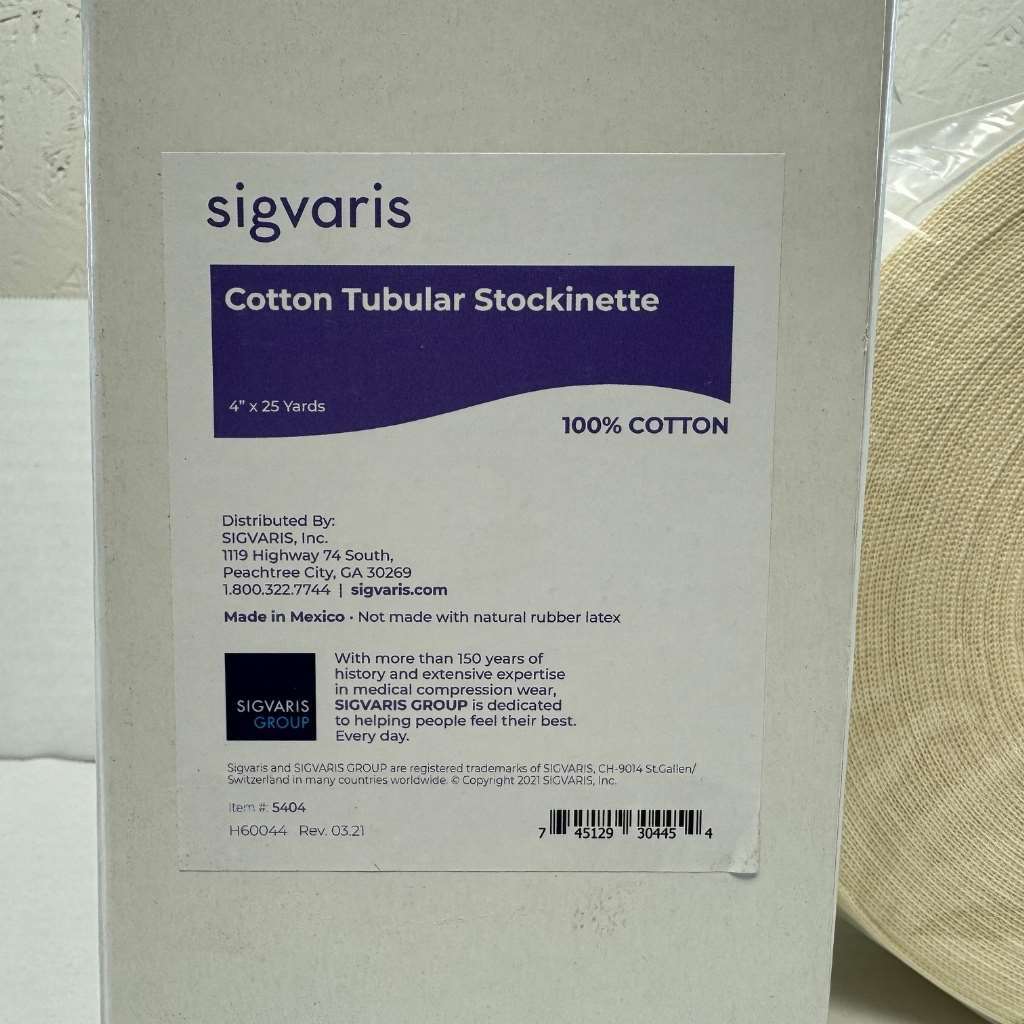 sigvaris
Cotton Tubular Stockinette
4" x 25 Yards
100% COTTON
Distributed By:
SIGVARIS, Inc.
1119 Highway 74 South,
Peachtree City, GA 30269
1.800.322.7744 | sigvaris.com
Made in Mexico • Not made with natural rubber latex
SIGVARIS
GROUP
With more than 150 years of
history and extensive expertise
in medical compression wear,
SIGVARIS GROUP is dedicated
to helping people feel their best.
Every day.
Sigvaris and SIGVARIS GROUP are registered trademarks of SIGVARIS, CH-9014 St.Gallen/
Switzerland in many countries worldwide. © Copyright 2021 SIGVARIS, Inc.
Item #: 5404
H60044 Rev. 03.21
7 45129 30445 4